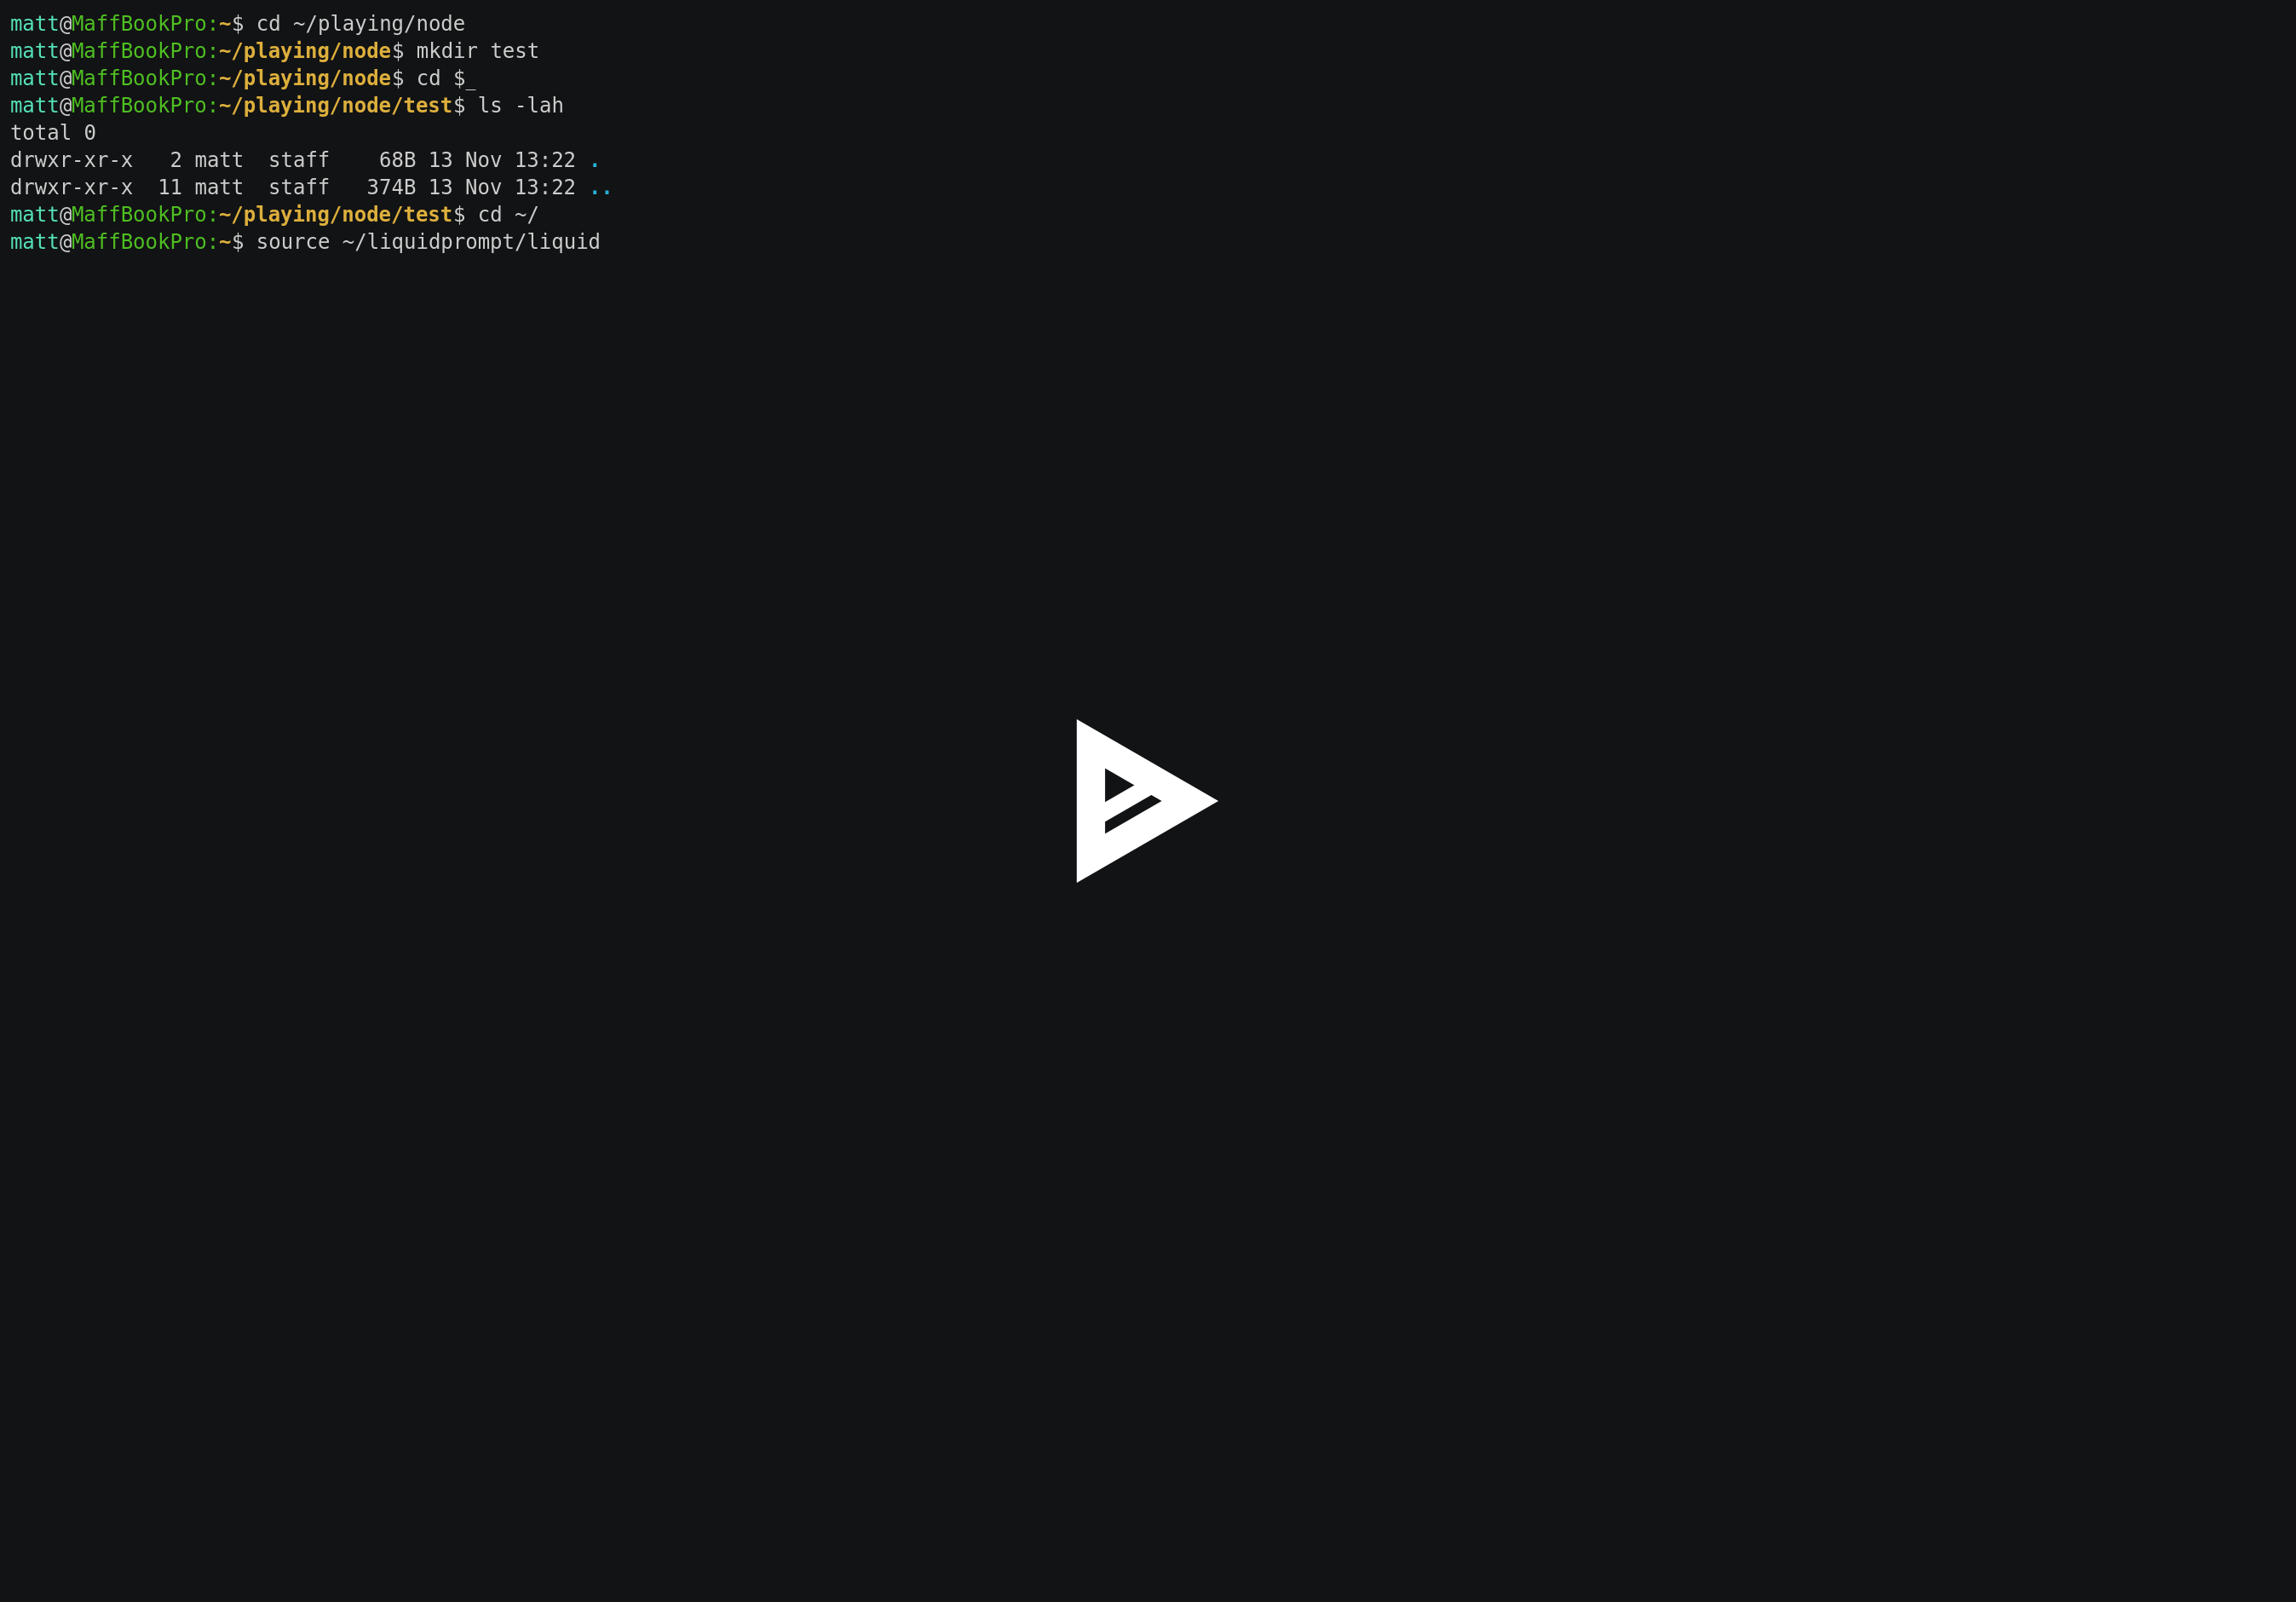 matt@MaffBookPro:~$ cd ~/playing/node
matt@MaffBookPro:~/playing/node$ mkdir test
matt@MaffBookPro:~/playing/node$ cd $_
matt@MaffBookPro:~/playing/node/test$ ls -lah
total 0
drwxr-xr-x   2 matt  staff    68B 13 Nov 13:22 .
drwxr-xr-x  11 matt  staff   374B 13 Nov 13:22 ..
matt@MaffBookPro:~/playing/node/test$ cd ~/
matt@MaffBookPro:~$ source ~/liquidprompt/liquid